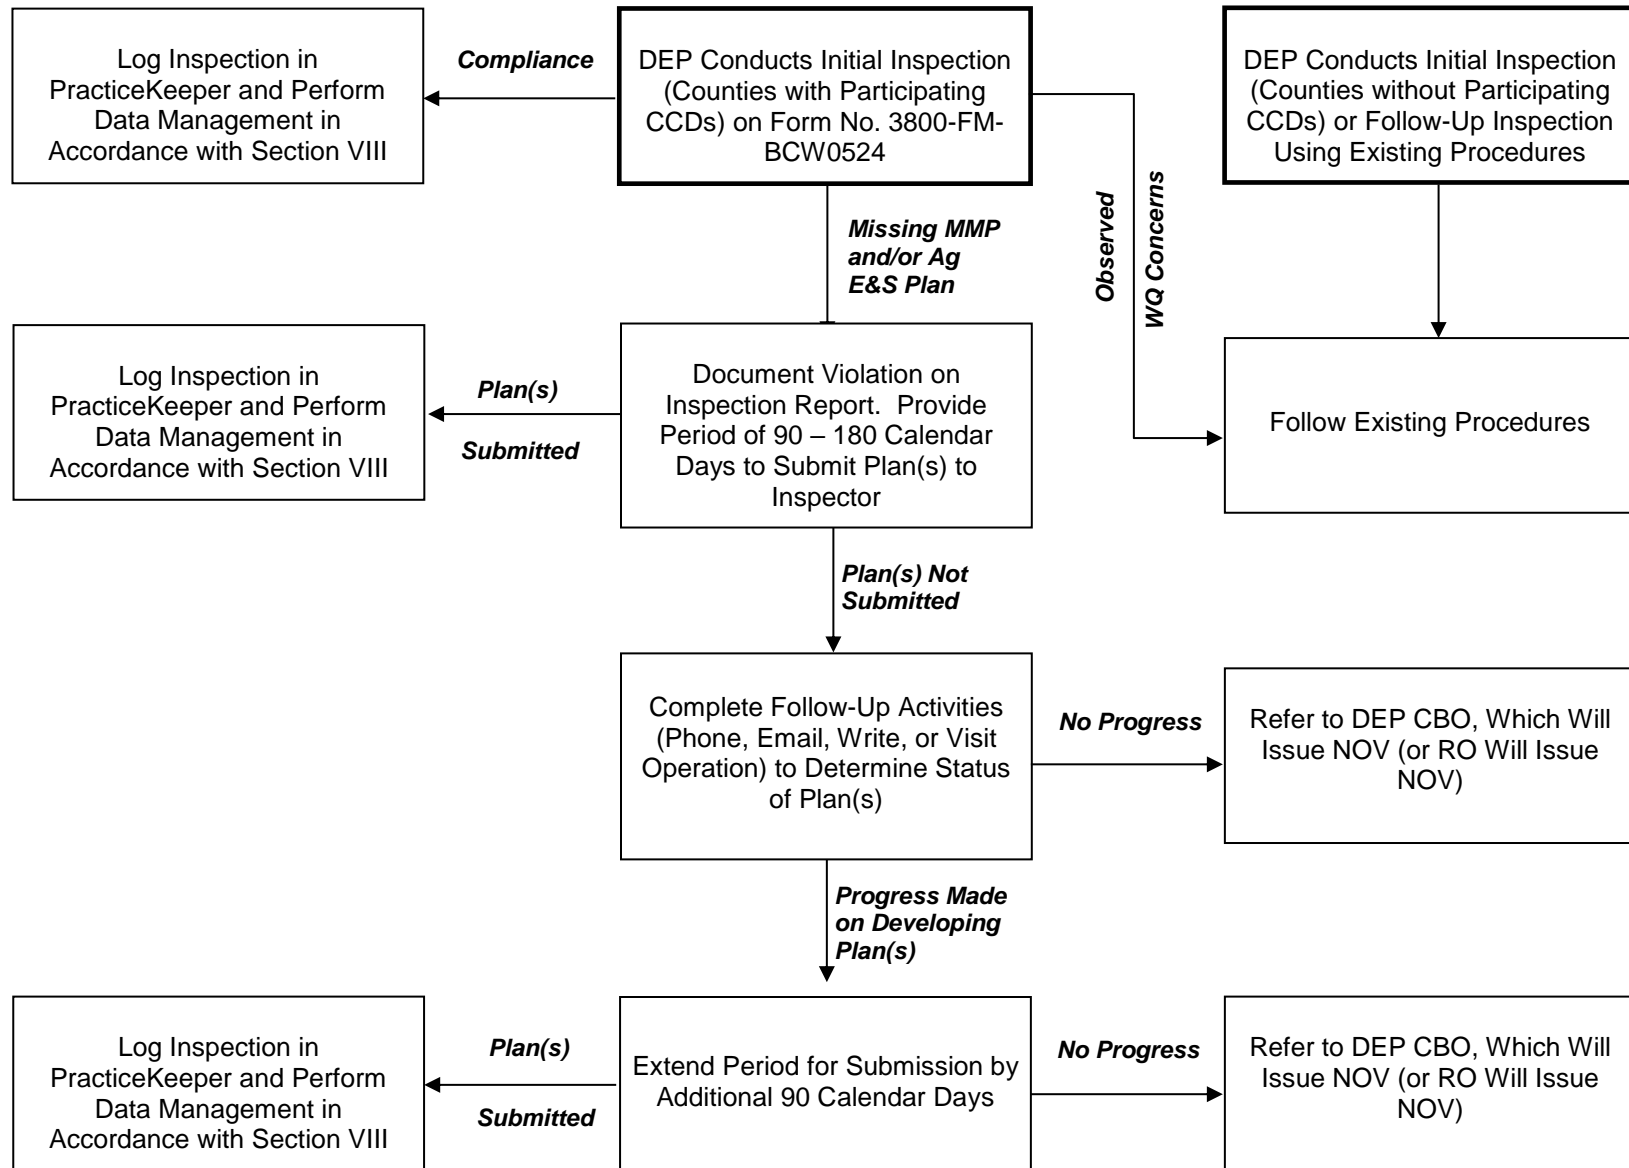 Log Inspection in
PracticeKeeper and Perform
Data Management in
Accordance with Section VIII
Compliance
DEP Conducts Initial Inspection
(Counties with Participating
CCDs) on Form No. 3800-FM-
BCW0524
DEP Conducts Initial Inspection
(Counties without Participating
CCDs) or Follow-Up Inspection
Using Existing Procedures
Missing MMP
and/or Ag
E&S Plan
Observed
WQ Concerns
Log Inspection in
PracticeKeeper and Perform
Data Management in
Accordance with Section VIII
Plan(s)
Submitted
Document Violation on
Inspection Report.  Provide
Period of 90 – 180 Calendar
Days to Submit Plan(s) to
Inspector
Follow Existing Procedures
Plan(s) Not
Submitted
Complete Follow-Up Activities
(Phone, Email, Write, or Visit
Operation) to Determine Status
of Plan(s)
No Progress
Refer to DEP CBO, Which Will
Issue NOV (or RO Will Issue
NOV)
Progress Made
on Developing
Plan(s)
Log Inspection in
PracticeKeeper and Perform
Data Management in
Accordance with Section VIII
Plan(s)
Submitted
Extend Period for Submission by
Additional 90 Calendar Days
No Progress
Refer to DEP CBO, Which Will
Issue NOV (or RO Will Issue
NOV)